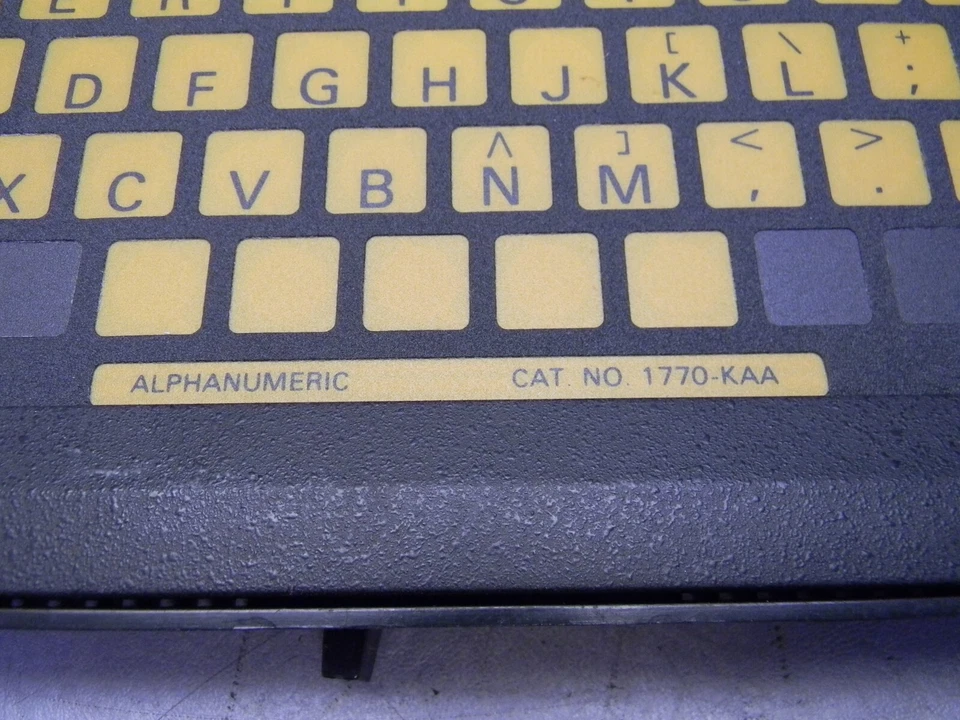 [ \ +
D F G H J K L ;
^ ] < >
X C V B N M , .
ALPHANUMERIC CAT. NO. 1770-KAA